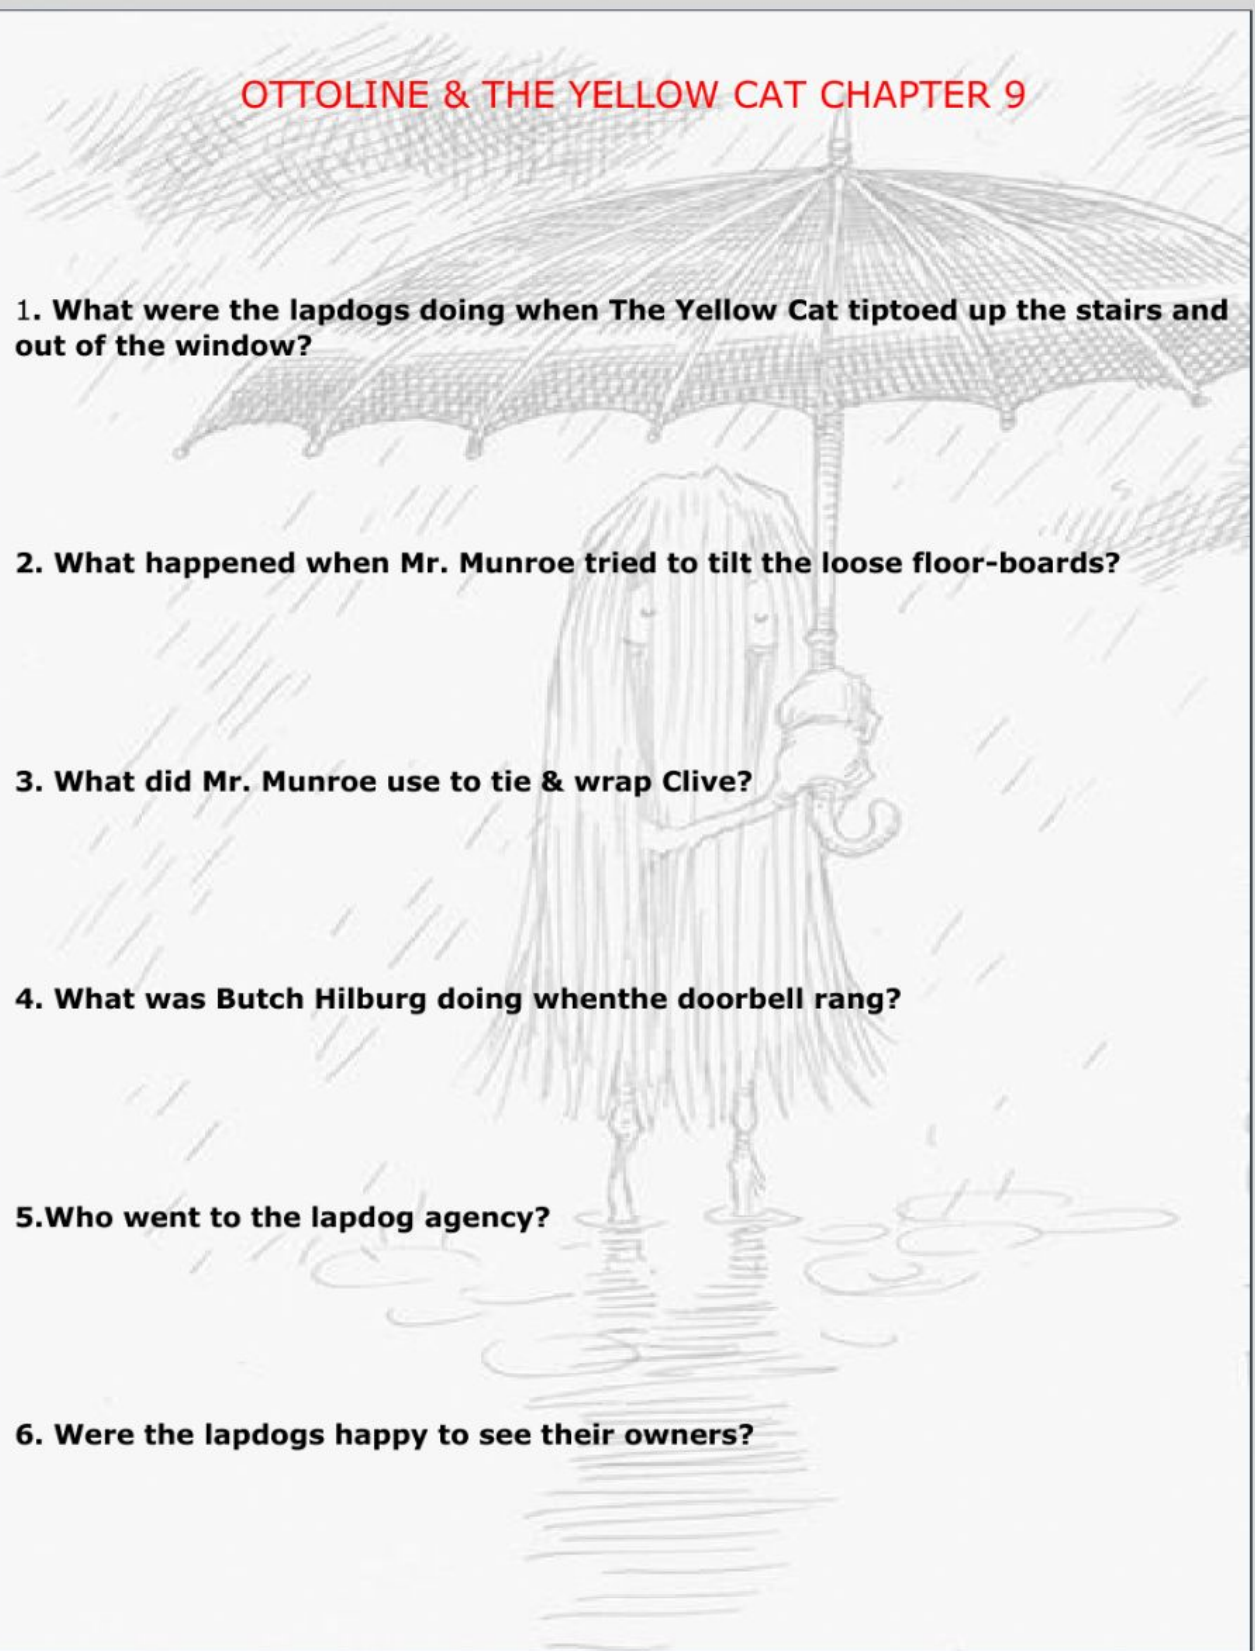 OTTOLINE & THE YELLOW CAT CHAPTER 9
1. What were the lapdogs doing when The Yellow Cat tiptoed up the stairs and
out of the window?
2. What happened when Mr. Munroe tried to tilt the loose floor-boards?
3. What did Mr. Munroe use to tie & wrap Clive?
4. What was Butch Hilburg doing whenthe doorbell rang?
5.Who went to the lapdog agency?
6. Were the lapdogs happy to see their owners?